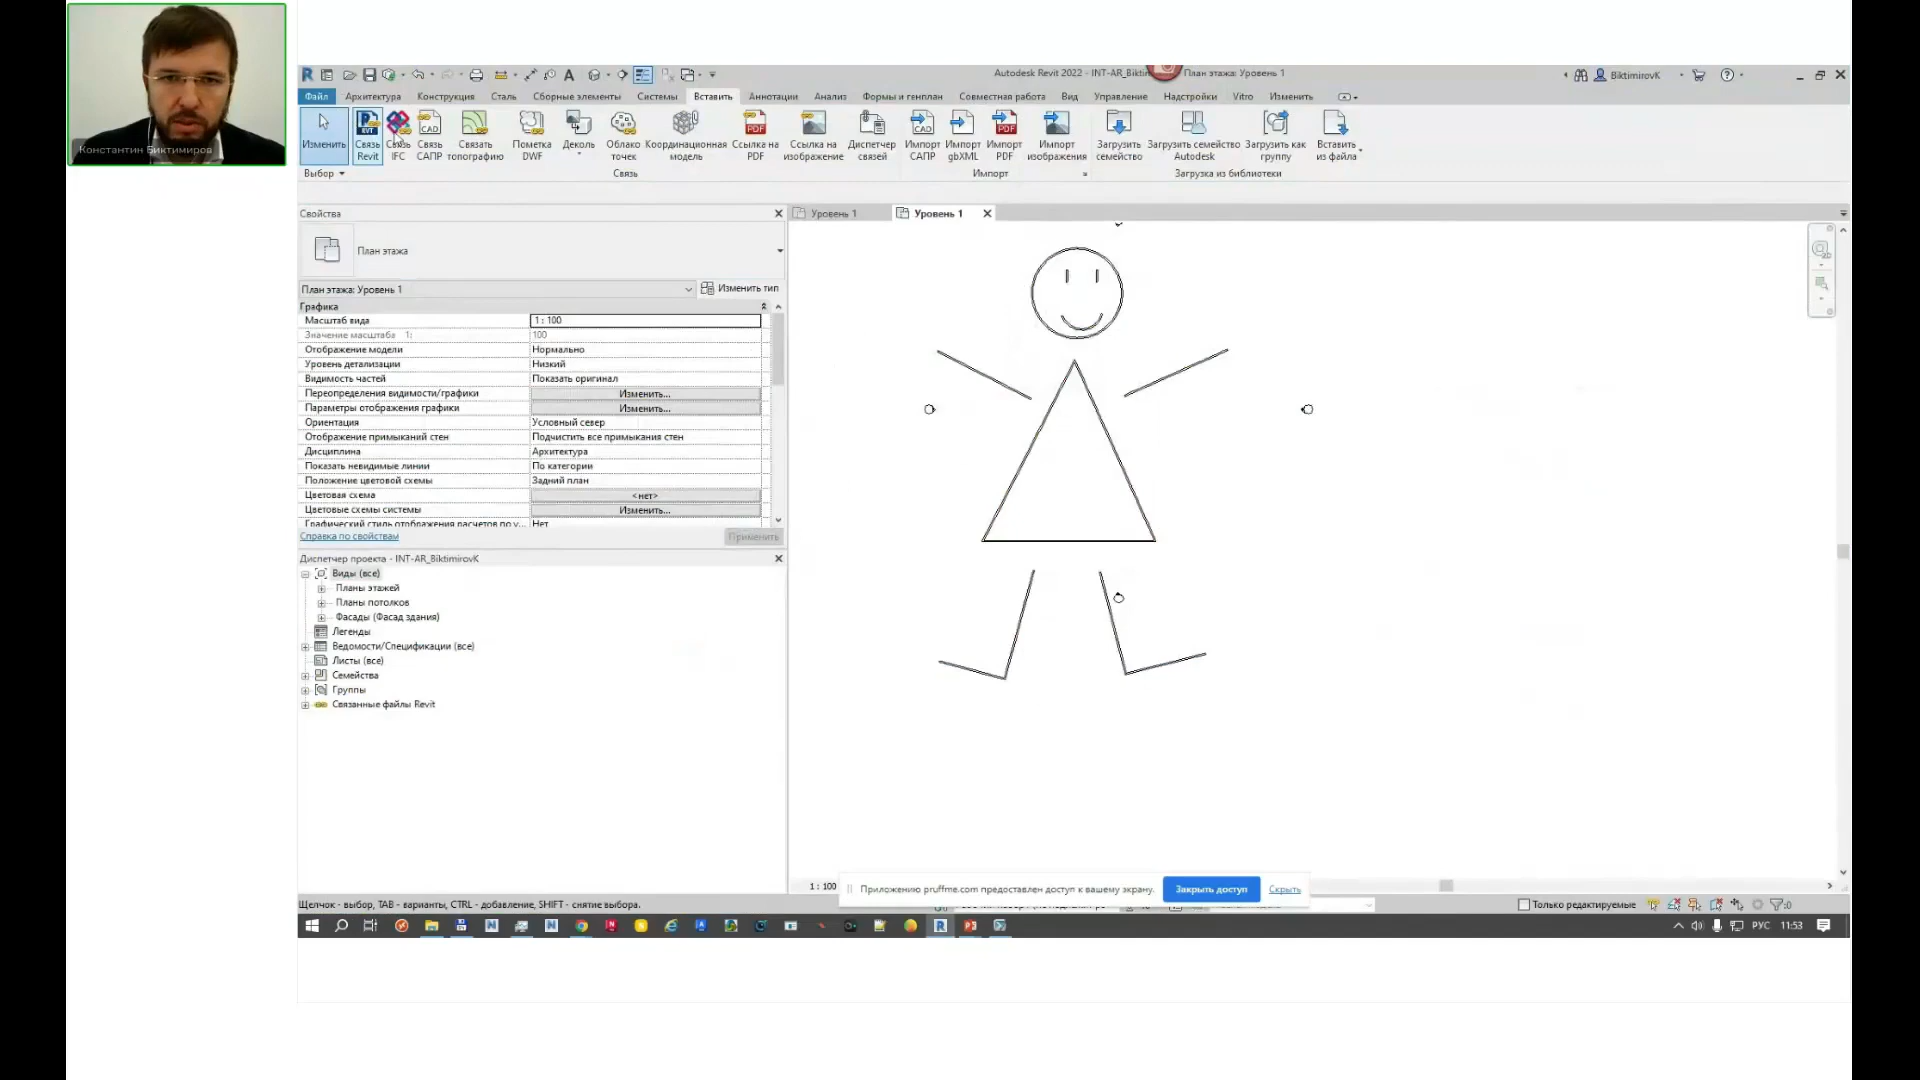 Константин Биктимиров
Autodesk Revit 2022 - INT-AR_Biktim
План этажа: Уровень 1
BiktimirovK
Файл Архитектура Конструкция Сталь Сборные элементы Системы Вставить Аннотации Анализ Формы и генплан Совместная работа Вид Управление Надстройки Vitro Изменить
Изменить
Связь Revit
Связь IFC
Связь САПР
Связать топографию
Пометка DWF
Деколь
Облако точек
Координационная модель
Ссылка на PDF
Ссылка на изображение
Диспетчер связей
Импорт САПР
Импорт gbXML
Импорт PDF
Импорт изображения
Загрузить семейство
Загрузить семейство Autodesk
Загрузить как группу
Вставить из файла
Выбор
Связь
Импорт
Загрузка из библиотеки
Свойства
План этажа
План этажа: Уровень 1
Изменить тип
Графика
Масштаб вида 1 : 100
Значение масштаба 1: 100
Отображение модели Нормально
Уровень детализации Низкий
Видимость частей Показать оригинал
Переопределения видимости/графики Изменить...
Параметры отображения графики Изменить...
Ориентация Условный север
Отображение примыканий стен Подчистить все примыкания стен
Дисциплина Архитектура
Показать невидимые линии По категории
Положение цветовой схемы Задний план
Цветовая схема <нет>
Цветовые схемы системы Изменить...
Графический стиль отображения расчетов по у... Нет
Справка по свойствам
Применить
Диспетчер проекта - INT-AR_BiktimirovK
Виды (все)
Планы этажей
Планы потолков
Фасады (Фасад здания)
Легенды
Ведомости/Спецификации (все)
Листы (все)
Семейства
Группы
Связанные файлы Revit
Уровень 1
Уровень 1
1 : 100
Приложению pruffme.com предоставлен доступ к вашему экрану.
Закрыть доступ
Скрыть
Щелчок - выбор, TAB - варианты, CTRL - добавление, SHIFT - снятие выбора.
Только редактируемые
:0
РУС
11:53